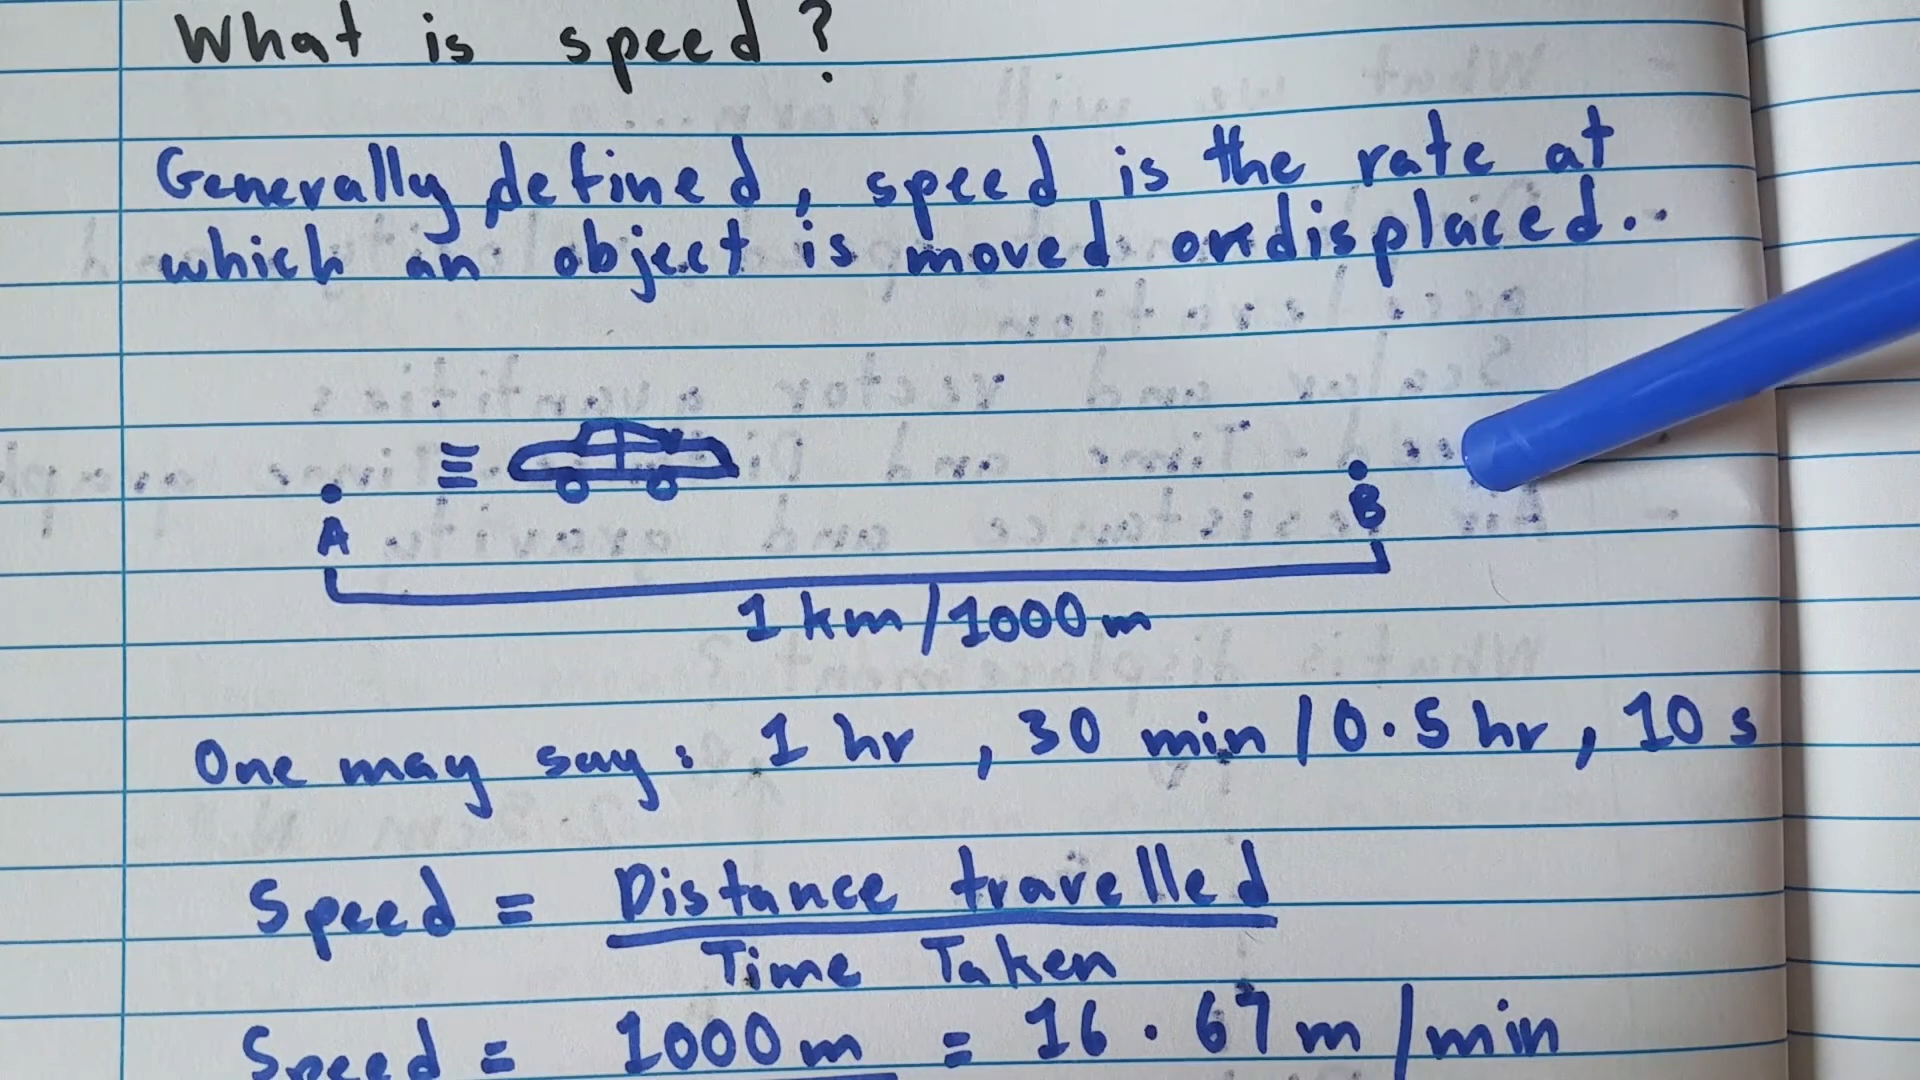 What is speed?
Generally defined, speed is the rate at
which an object is moved or displaced..
A
B
1 km/1000m
One may say: 1 hr, 30 min / 0.5 hr, 10 s
Speed = Distance travelled
Time Taken
Speed = 1000m = 16.67 m/min